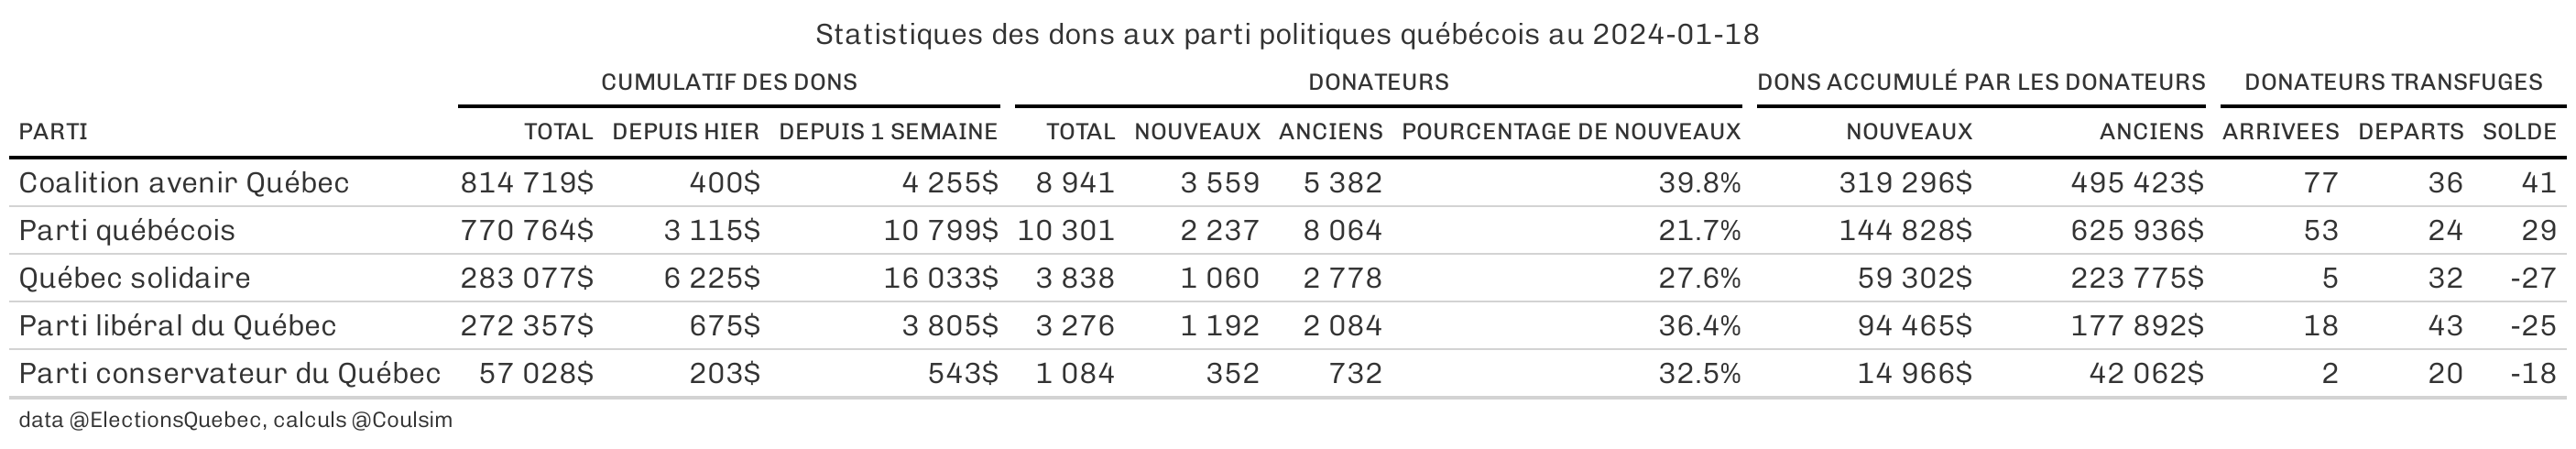 Statistiques des dons aux parti politiques québécois au 2024-01-18
CUMULATIF DES DONS DONATEURS DONS ACCUMULÉ PAR LES DONATEURS DONATEURS TRANSFUGES
PARTI TOTAL DEPUIS HIER DEPUIS 1 SEMAINE TOTAL NOUVEAUX ANCIENS POURCENTAGE DE NOUVEAUX NOUVEAUX ANCIENS ARRIVEES DEPARTS SOLDE
Coalition avenir Québec 814 719$ 400$ 4 255$ 8 941 3 559 5 382 39.8% 319 296$ 495 423$ 77 36 41
Parti québécois 770 764$ 3 115$ 10 799$ 10 301 2 237 8 064 21.7% 144 828$ 625 936$ 53 24 29
Québec solidaire 283 077$ 6 225$ 16 033$ 3 838 1 060 2 778 27.6% 59 302$ 223 775$ 5 32 -27
Parti libéral du Québec 272 357$ 675$ 3 805$ 3 276 1 192 2 084 36.4% 94 465$ 177 892$ 18 43 -25
Parti conservateur du Québec 57 028$ 203$ 543$ 1 084 352 732 32.5% 14 966$ 42 062$ 2 20 -18
data @ElectionsQuebec, calculs @Coulsim